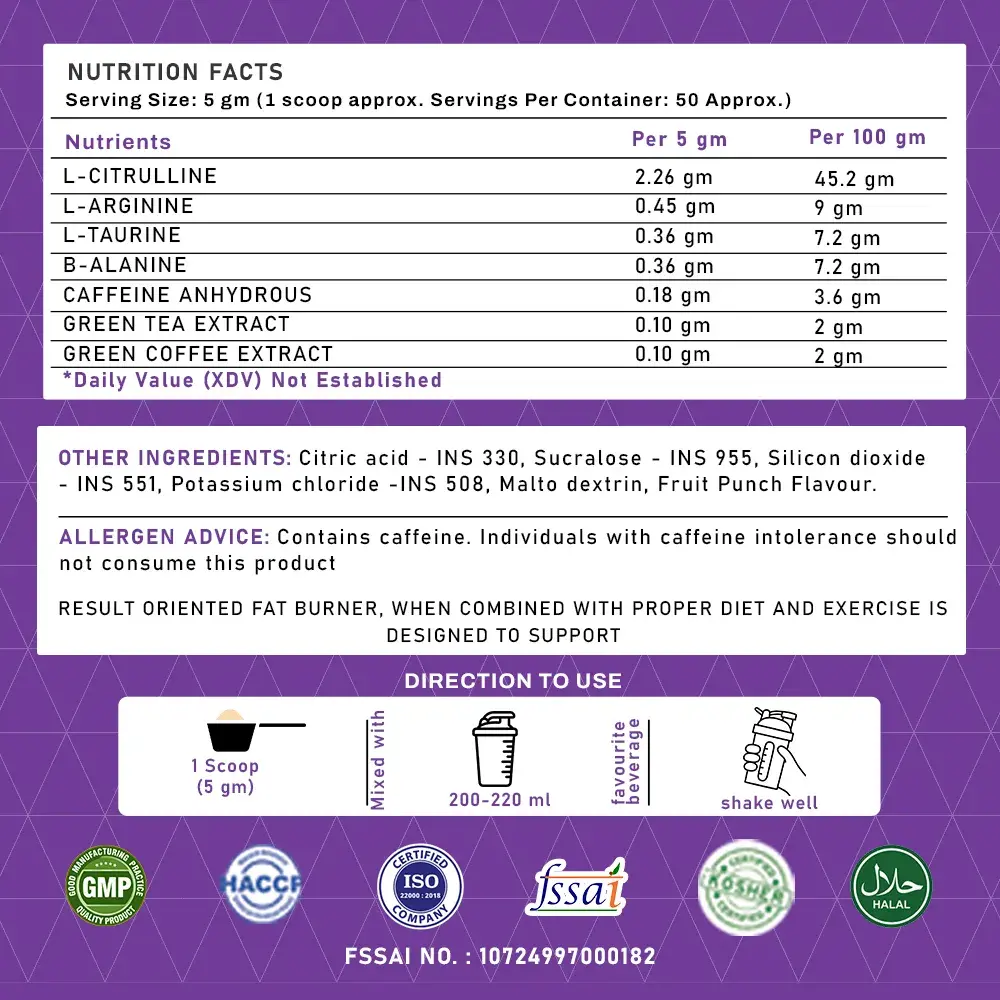 NUTRITION FACTS
Serving Size: 5 gm (1 scoop approx. Servings Per Container: 50 Approx.)
Nutrients Per 5 gm Per 100 gm
L-CITRULLINE 2.26 gm 45.2 gm
L-ARGININE 0.45 gm 9 gm
L-TAURINE 0.36 gm 7.2 gm
B-ALANINE 0.36 gm 7.2 gm
CAFFEINE ANHYDROUS 0.18 gm 3.6 gm
GREEN TEA EXTRACT 0.10 gm 2 gm
GREEN COFFEE EXTRACT 0.10 gm 2 gm
*Daily Value (XDV) Not Established
OTHER INGREDIENTS: Citric acid - INS 330, Sucralose - INS 955, Silicon dioxide
- INS 551, Potassium chloride -INS 508, Malto dextrin, Fruit Punch Flavour.
ALLERGEN ADVICE: Contains caffeine. Individuals with caffeine intolerance should
not consume this product
RESULT ORIENTED FAT BURNER, WHEN COMBINED WITH PROPER DIET AND EXERCISE IS
DESIGNED TO SUPPORT
DIRECTION TO USE
1 Scoop
(5 gm)
Mixed with
200-220 ml
favourite
beverage
shake well
GOOD MANUFACTURING PRACTICE
GMP
QUALITY PRODUCT
HACCP
CERTIFIED
ISO
22000 : 2018
COMPANY
fssai
CERTIFIED
KOSHER
CERTIFIED
حلال
HALAL
FSSAI NO. : 10724997000182